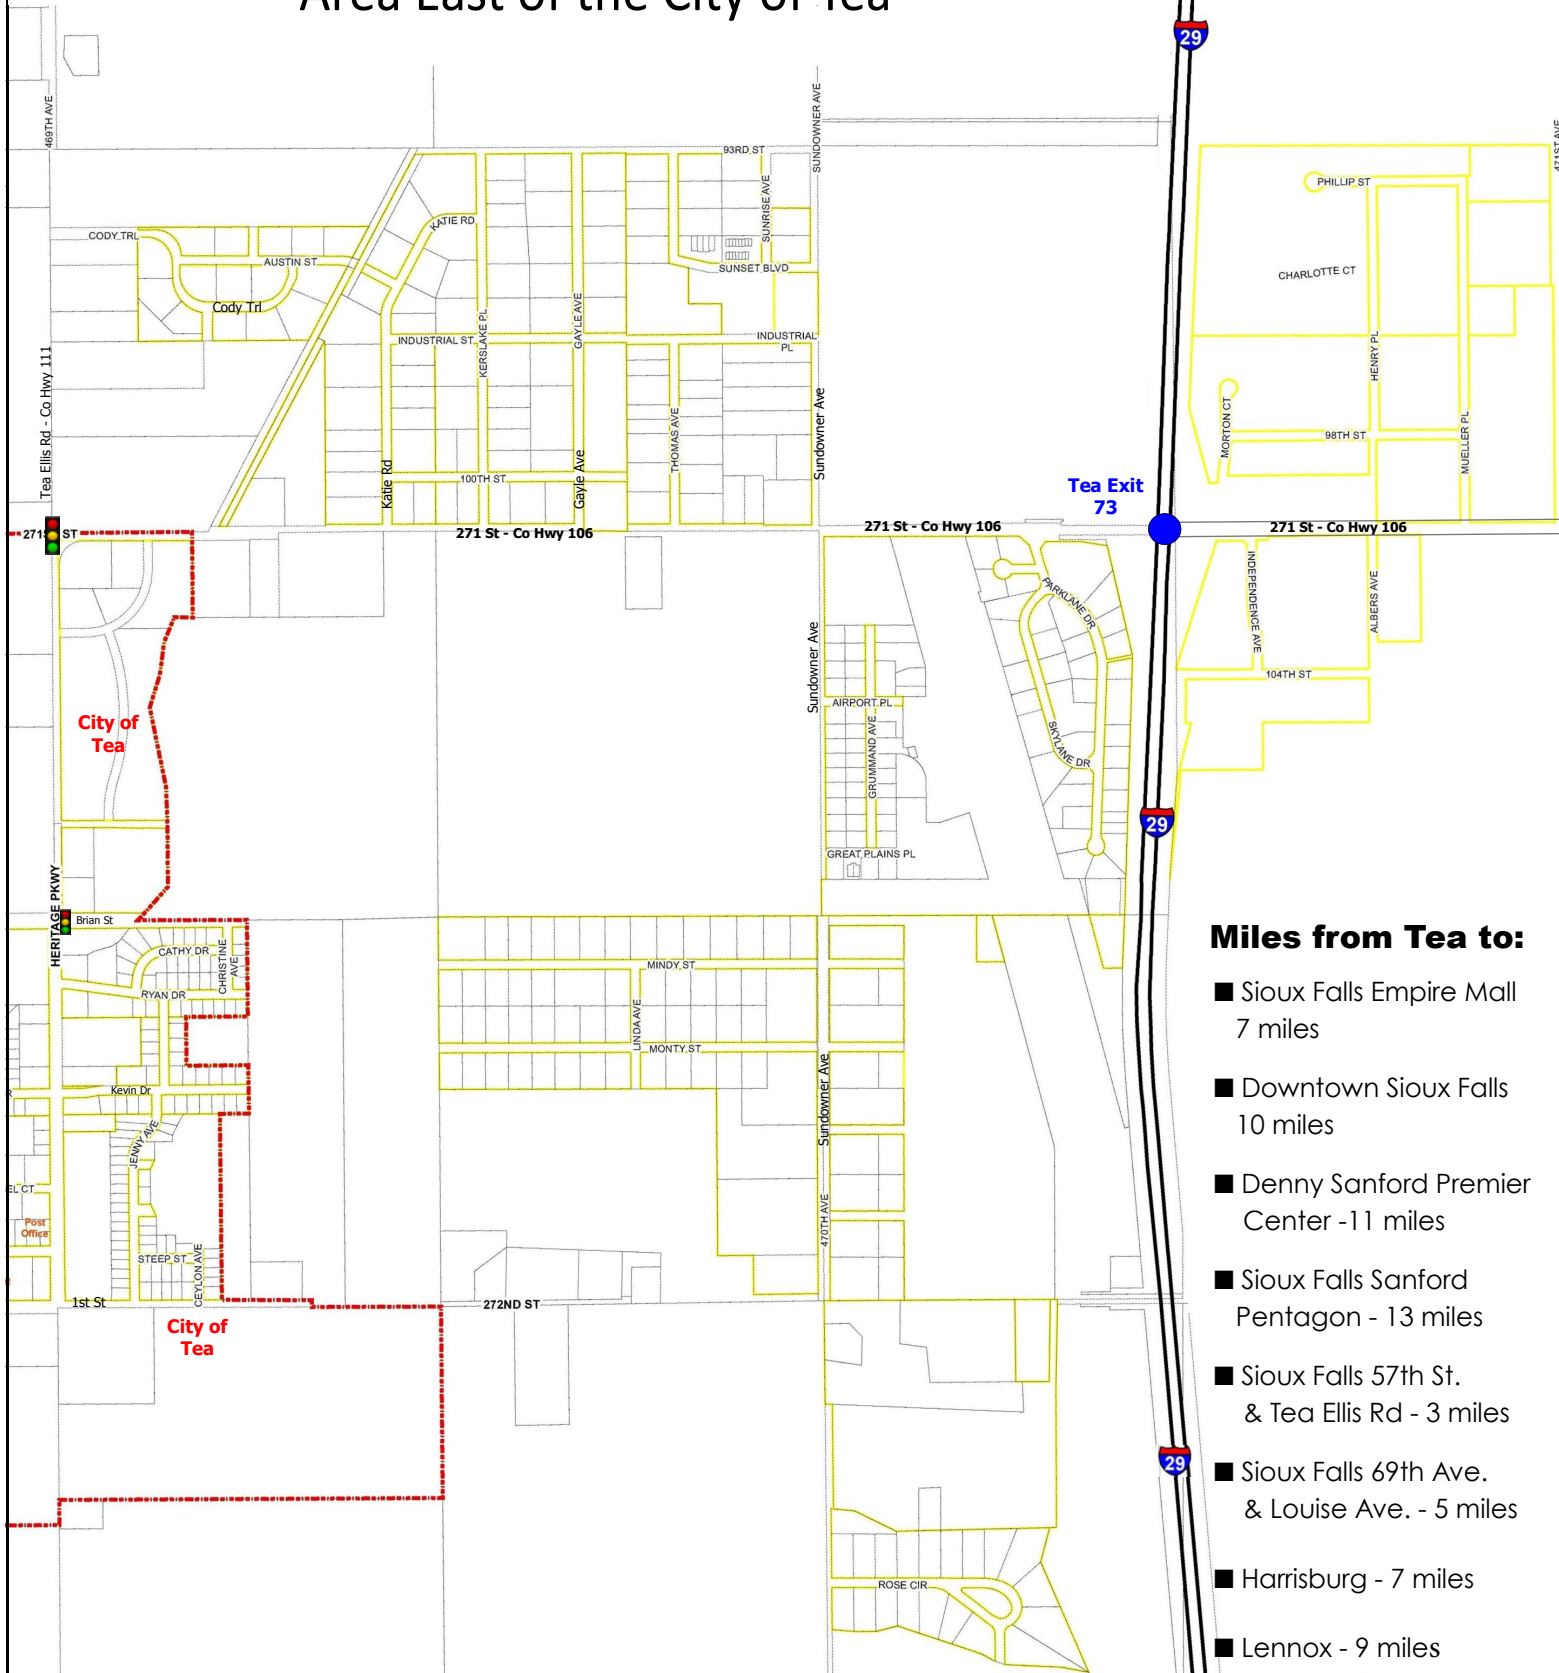 Area East of the City of Tea
29
469TH AVE
SUNDOWNER AVE
471ST AVE
93RD ST
PHILLIP ST
SUNRISE AVE
KATIE RD
CODY TRL
AUSTIN ST
SUNSET BLVD
CHARLOTTE CT
Cody Trl
GAYLE AVE
KERSLAKE PL
INDUSTRIAL ST
INDUSTRIAL
PL
HENRY PL
Tea Ellis Rd - Co Hwy 111
Sundowner Ave
MORTON CT
THOMAS AVE
98TH ST
MUELLER PL
Katie Rd
100TH ST
Gayle Ave
Tea Exit
73
271 St - Co Hwy 106
271 St - Co Hwy 106
271 St - Co Hwy 106
ST
PARKLANE DR
INDEPENDENCE AVE
ALBERS AVE
Sundowner Ave
104TH ST
AIRPORT PL
City of
Tea
GRUMMAND AVE
SKYLANE DR
29
GREAT PLAINS PL
HERITAGE PKWY
Brian St
CATHY DR
CHRISTINE
AVE
RYAN DR
MINDY ST
LINDA AVE
MONTY ST
Kevin Dr
Sundowner Ave
JENNY AVE
EL CT
Post
Office
470TH AVE
STEEP ST
CEYLON AVE
1st St
272ND ST
City of
Tea
29
ROSE CIR
Miles from Tea to:
■ Sioux Falls Empire Mall
7 miles
■ Downtown Sioux Falls
10 miles
■ Denny Sanford Premier
Center -11 miles
■ Sioux Falls Sanford
Pentagon - 13 miles
■ Sioux Falls 57th St.
& Tea Ellis Rd - 3 miles
■ Sioux Falls 69th Ave.
& Louise Ave. - 5 miles
■ Harrisburg - 7 miles
■ Lennox - 9 miles